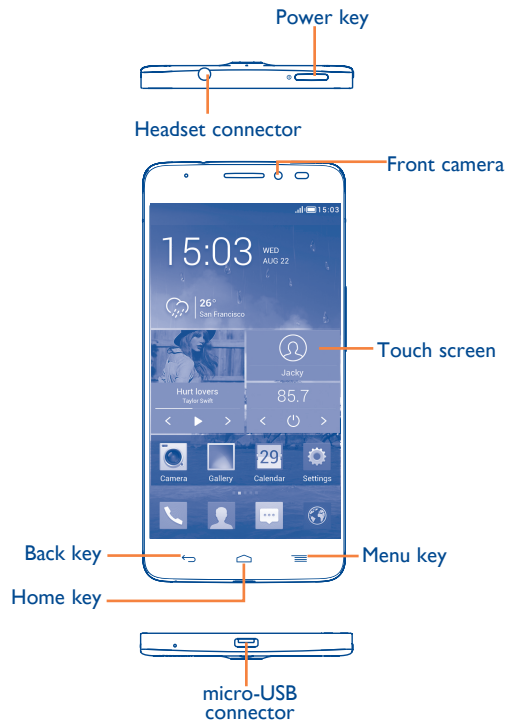 Power key
Headset connector
Front camera
15:03
15:03
WED
AUG 22
26°
San Francisco
Touch screen
Jacky
Hurt lovers
Taylor Swift
85.7
29
Camera
Gallery
Calendar
Settings
Back key
Menu key
Home key
micro-USB
connector